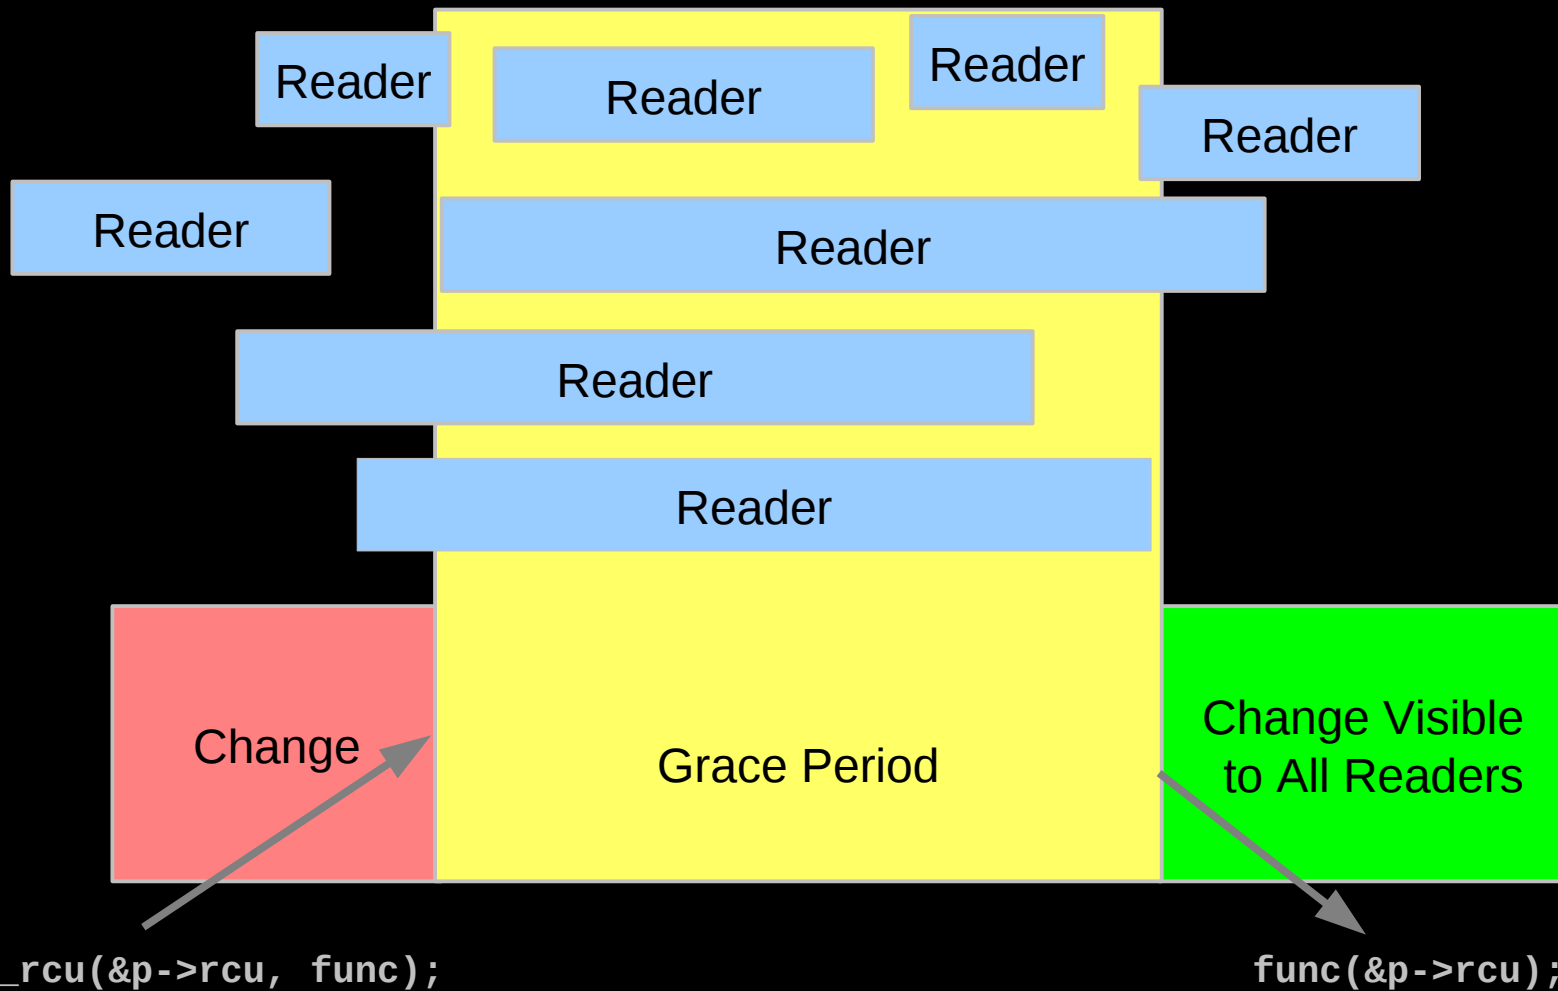 Reader
Reader
Reader
Reader
Reader
Reader
Reader
Reader
Change
Grace Period
Change Visible
to All Readers
_rcu(&p->rcu, func);
func(&p->rcu);